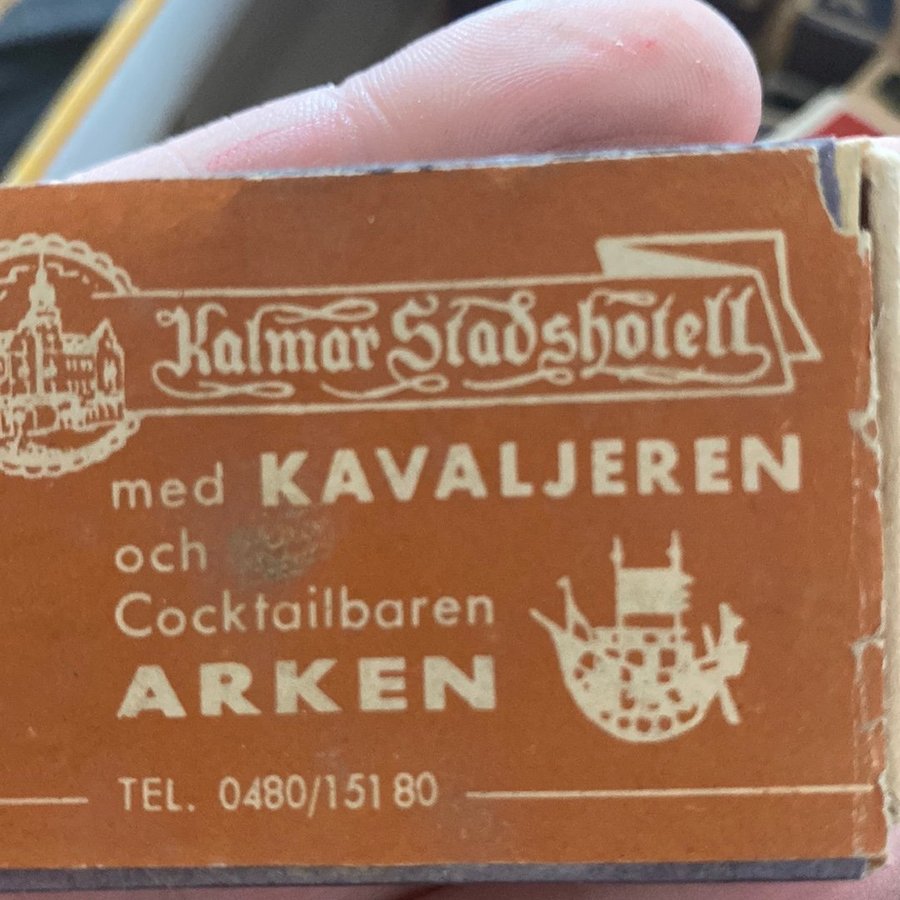 Kalmar Stadshotell
med KAVALJEREN
och
Cocktailbaren
ARKEN
TEL. 0480/151 80